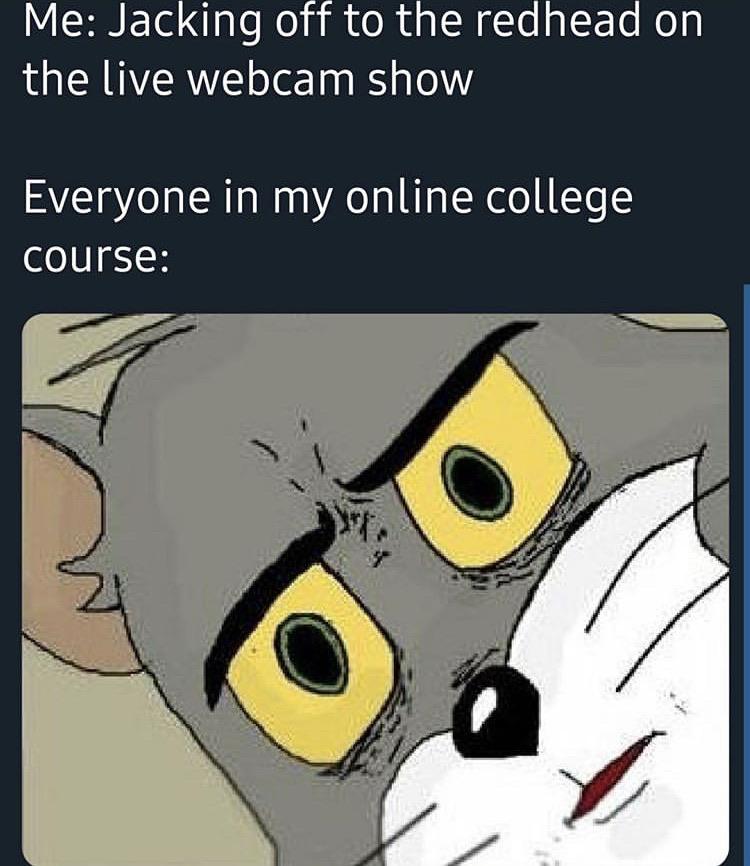 Me: Jacking off to the redhead on
the live webcam show
Everyone in my online college
course: